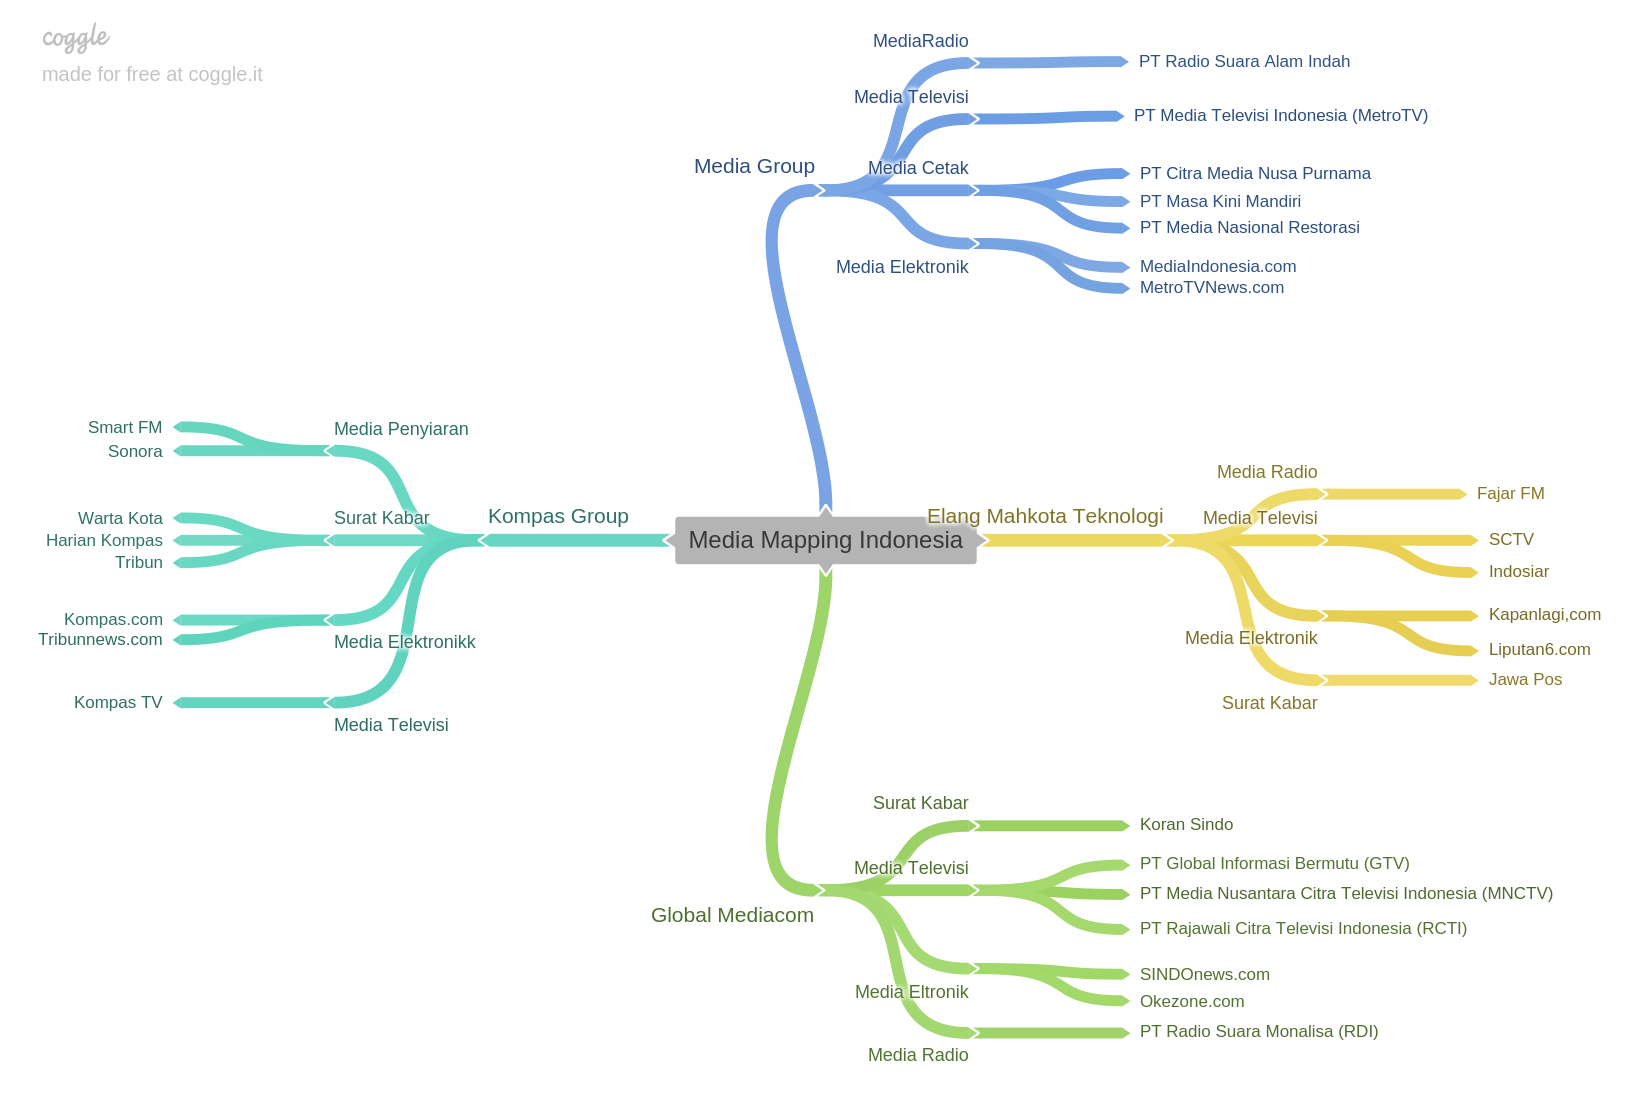 coggle
made for free at coggle.it
MediaRadio
PT Radio Suara Alam Indah
Media Televisi
PT Media Televisi Indonesia (MetroTV)
Media Group
Media Cetak
PT Citra Media Nusa Purnama
PT Masa Kini Mandiri
PT Media Nasional Restorasi
Media Elektronik
MediaIndonesia.com
MetroTVNews.com
Media Mapping Indonesia
Kompas Group
Media Penyiaran
Smart FM
Sonora
Surat Kabar
Warta Kota
Harian Kompas
Tribun
Media Elektronikk
Kompas.com
Tribunnews.com
Media Televisi
Kompas TV
Elang Mahkota Teknologi
Media Radio
Fajar FM
Media Televisi
SCTV
Indosiar
Media Elektronik
Kapanlagi,com
Liputan6.com
Surat Kabar
Jawa Pos
Global Mediacom
Surat Kabar
Koran Sindo
Media Televisi
PT Global Informasi Bermutu (GTV)
PT Media Nusantara Citra Televisi Indonesia (MNCTV)
PT Rajawali Citra Televisi Indonesia (RCTI)
Media Eltronik
SINDOnews.com
Okezone.com
Media Radio
PT Radio Suara Monalisa (RDI)